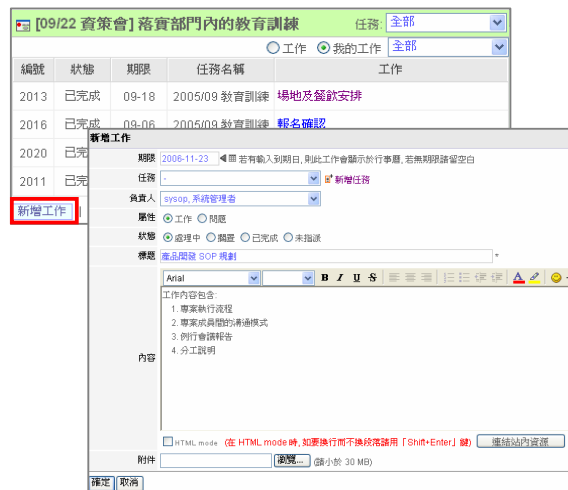 [09/22 資策會] 落實部門內的教育訓練 任務: 全部
工作 我的工作 全部
編號 狀態 期限 任務名稱 工作
2013 已完成 09-18 2005/09 教育訓練 場地及餐飲安排
2016 已完成 09-06 2005/09 教育訓練 報名確認
2020 已完
2011 已完
新增工作
新增工作
期限 2006-11-23 若有輸入到期日, 則此工作會顯示於行事曆, 若無期限請留空白
任務 - 新增任務
負責人 sysop, 系統管理者
屬性 工作 問題
狀態 處理中 擱置 已完成 未指派
標題 產品開發 SOP 規劃 *
Arial B I U S A
內容
工作內容包含:
1. 專案執行流程
2. 專案成員間的溝通模式
3. 例行會議報告
4. 分工說明
HTML mode (在 HTML mode 時, 如要換行而不換段落請用「Shift+Enter」鍵) 連結站內資源
附件 瀏覽... (請小於 30 MB)
確定 取消